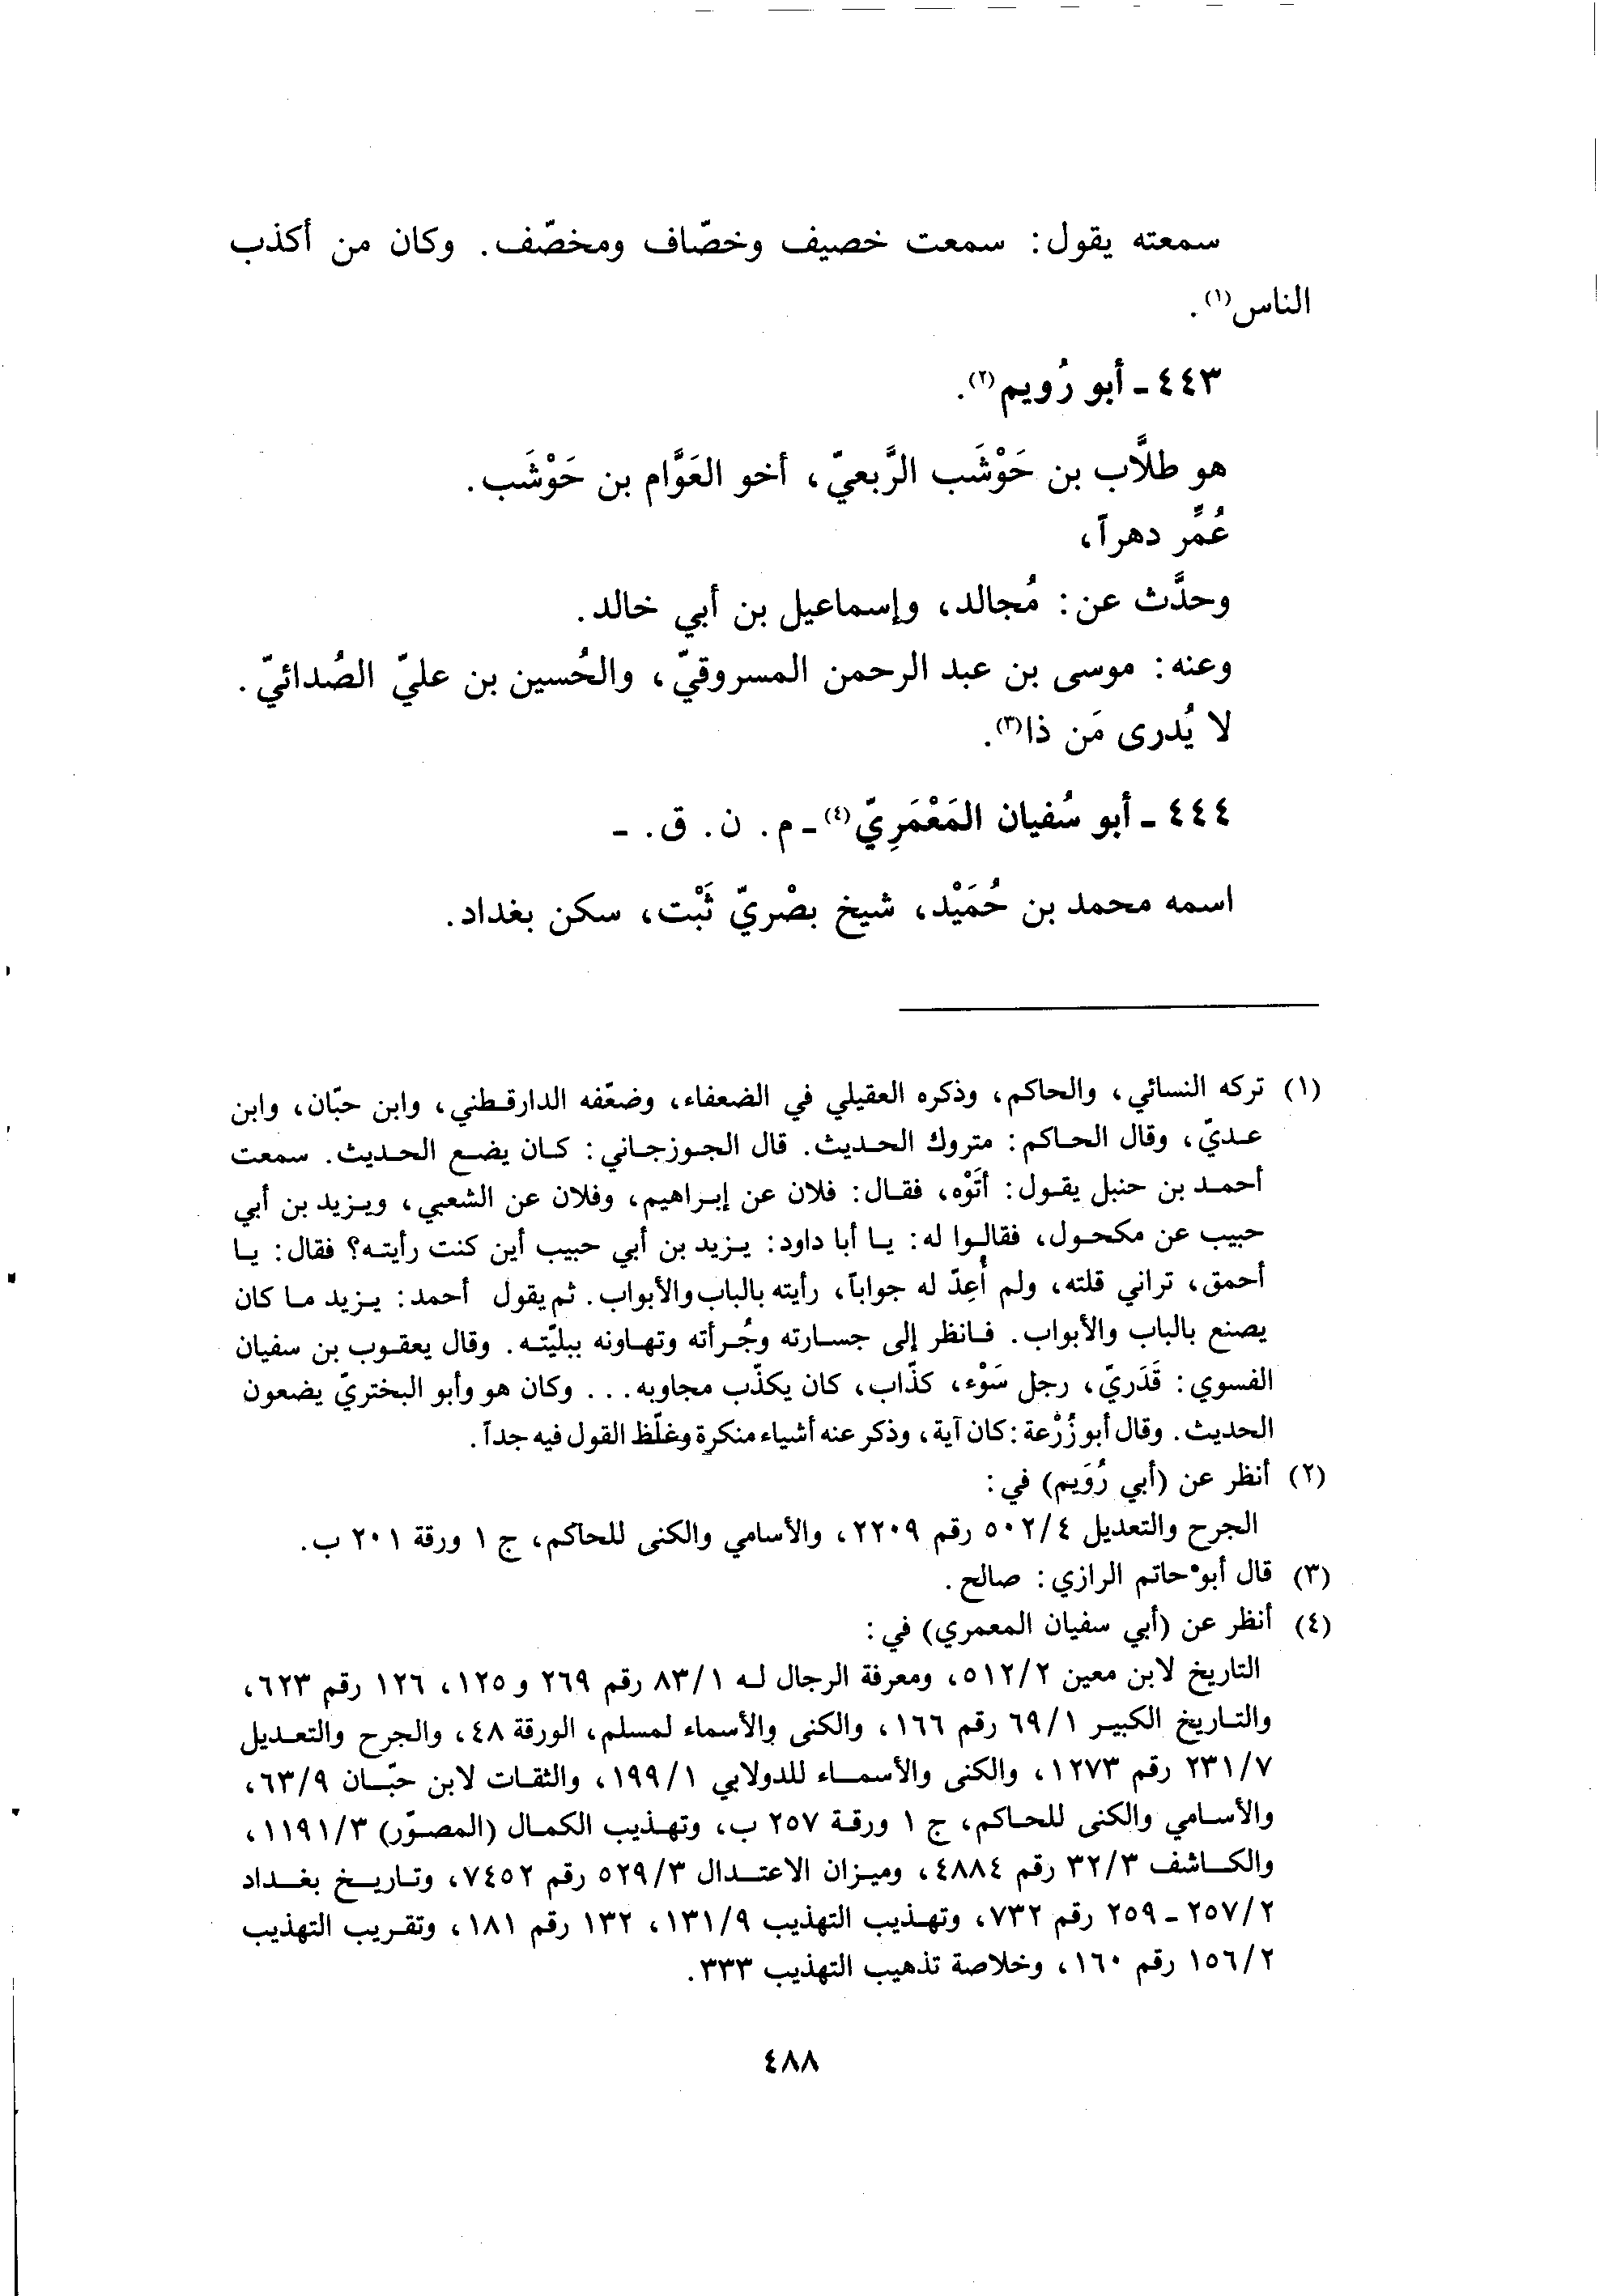 سمعته يقول: سمعت خصيف وخصّاف ومخصّف. وكان من أكذب
الناس(١).
٤٤٣ ـ أبو رُويم(٢).
هو طلَّاب بن حَوْشَب الرَّبعيّ، أخو العَوَّام بن حَوْشَب.
عُمِّر دهراً،
وحدَّث عن: مُجالد، وإسماعيل بن أبي خالد.
وعنه: موسى بن عبد الرحمن المسروقيّ، والحُسين بن عليّ الصُدائيّ.
لا يُدرى مَن ذا(٣).
٤٤٤ ـ أبو سُفيان المَعْمَرِيّ(٤) ـ م. ن. ق. ـ
اسمه محمد بن حُمَيْد، شيخ بصْريّ ثَبْت، سكن بغداد.
(١) تركه النسائي، والحاكم، وذكره العقيلي في الضعفاء، وضعّفه الدارقطني، وابن حبّان، وابن
عديّ، وقال الحاكم: متروك الحديث. قال الجوزجاني: كان يضع الحديث. سمعت
أحمد بن حنبل يقول: أتَوْه، فقال: فلان عن إبراهيم، وفلان عن الشعبي، ويزيد بن أبي
حبيب عن مكحول، فقالوا له: يا أبا داود: يزيد بن أبي حبيب أين كنت رأيته؟ فقال: يا
أحمق، تراني قلته، ولم أُعِدّ له جواباً، رأيته بالباب والأبواب. ثم يقول أحمد: يزيد ما كان
يصنع بالباب والأبواب. فانظر إلى جسارته وجُرأته وتهاونه ببليّته. وقال يعقوب بن سفيان
الفسوي: قَدَريّ، رجل سَوْء، كذّاب، كان يكذّب مجاوبه... وكان هو وأبو البختريّ يضعون
الحديث. وقال أبو زُرْعة: كان آية، وذكر عنه أشياء منكرة وغلّظ القول فيه جداً.
(٢) أنظر عن (أبي رُوَيم) في:
الجرح والتعديل ٥٠٢/٤ رقم ٢٢٠٩، والأسامي والكنى للحاكم، ج ١ ورقة ٢٠١ ب.
(٣) قال أبو حاتم الرازي: صالح.
(٤) أنظر عن (أبي سفيان المعمري) في:
التاريخ لابن معين ٥١٢/٢، ومعرفة الرجال له ٨٣/١ رقم ٢٦٩ و١٢٥، ١٢٦ رقم ٦٢٣،
والتاريخ الكبير ٦٩/١ رقم ١٦٦، والكنى والأسماء لمسلم، الورقة ٤٨، والجرح والتعديل
٢٣١/٧ رقم ١٢٧٣، والكنى والأسماء للدولابي ١٩٩/١، والثقات لابن حبّان ٦٣/٩،
والأسامي والكنى للحاكم، ج ١ ورقة ٢٥٧ ب، وتهذيب الكمال (المصوّر) ١١٩١/٣،
والكاشف ٣٢/٣ رقم ٤٨٨٤، وميزان الاعتدال ٥٢٩/٣ رقم ٧٤٥٢، وتاريخ بغداد
٢٥٧/٢ ـ ٢٥٩ رقم ٧٣٢، وتهذيب التهذيب ١٣١/٩، ١٣٢ رقم ١٨١، وتقريب التهذيب
١٥٦/٢ رقم ١٦٠، وخلاصة تذهيب التهذيب ٣٣٣.
٤٨٨